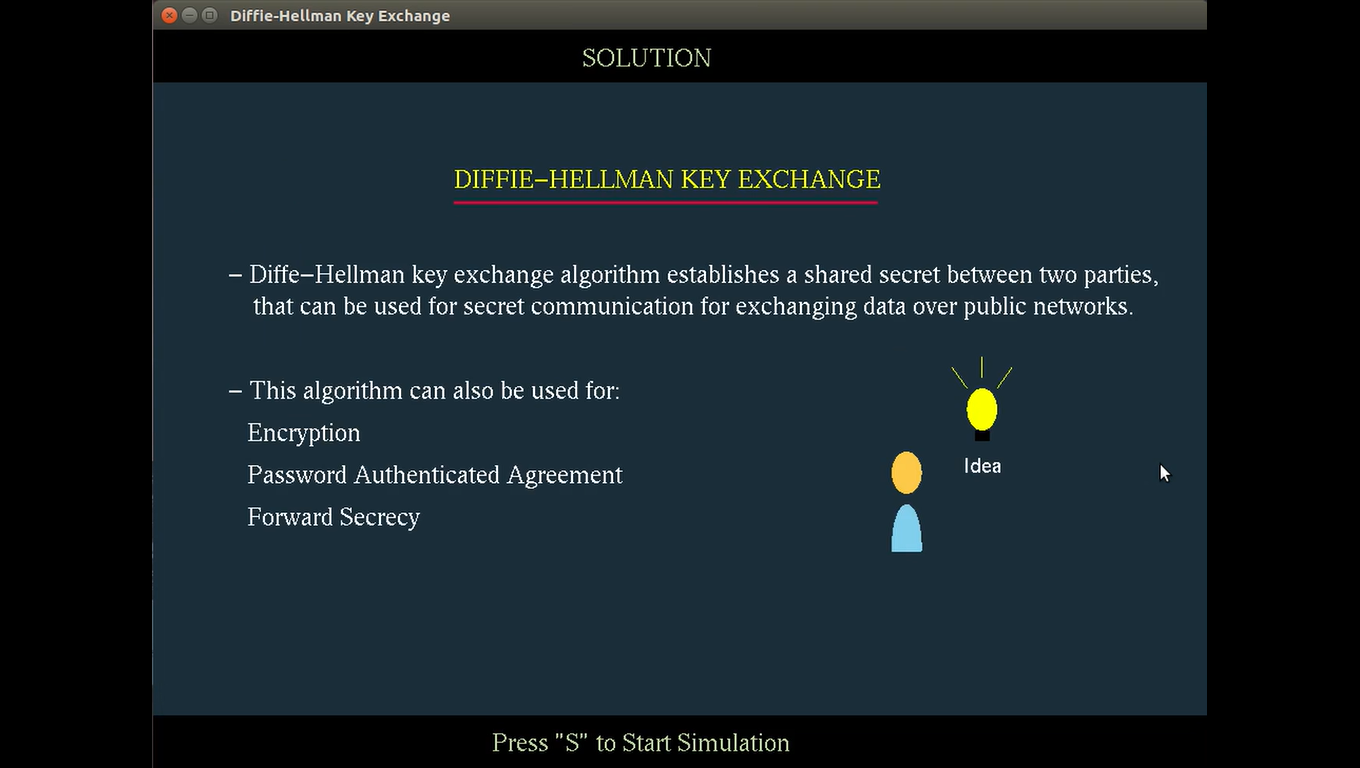 Diffie-Hellman Key Exchange
SOLUTION
DIFFIE–HELLMAN KEY EXCHANGE
– Diffe–Hellman key exchange algorithm establishes a shared secret between two parties,
that can be used for secret communication for exchanging data over public networks.
– This algorithm can also be used for:
Encryption
Password Authenticated Agreement
Forward Secrecy
Idea
Press "S" to Start Simulation